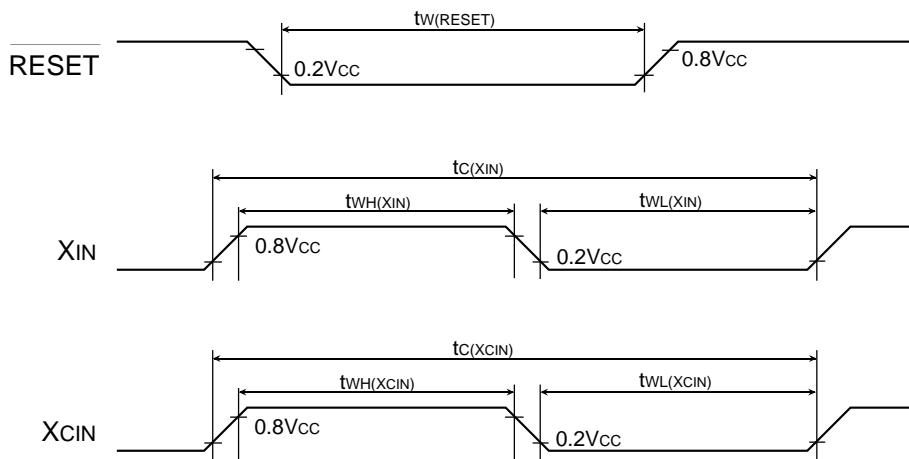 tW(RESET)
RESET
0.2VCC
0.8VCC
tC(XIN)
tWH(XIN)
tWL(XIN)
XIN
0.8VCC
0.2VCC
tC(XCIN)
tWH(XCIN)
tWL(XCIN)
XCIN
0.8VCC
0.2VCC